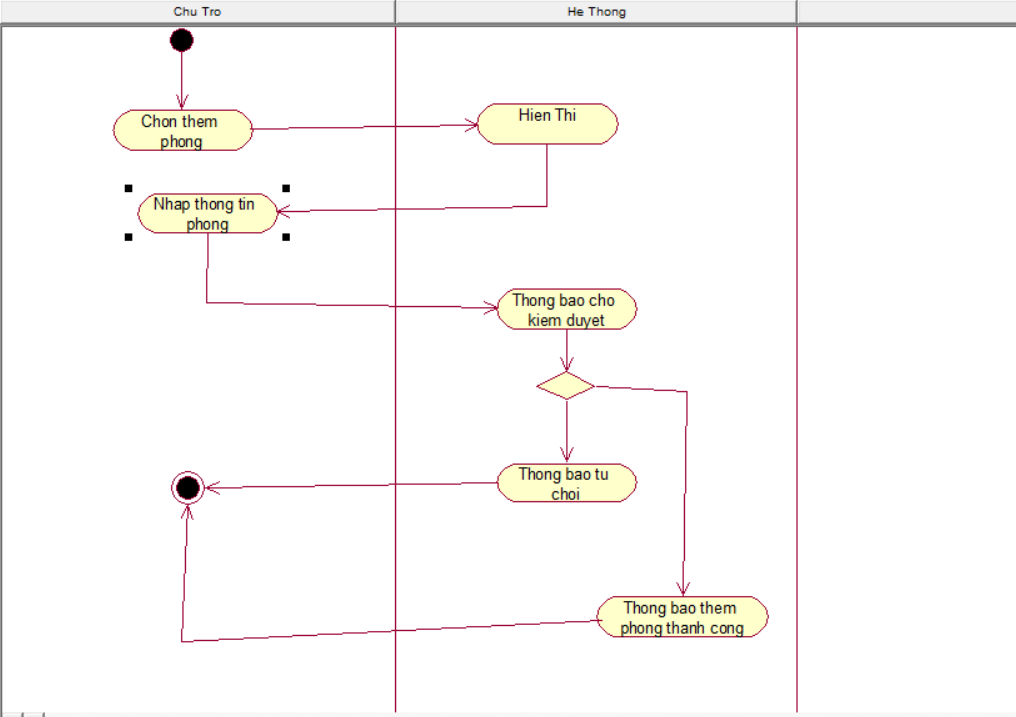 Chu Tro
He Thong
Chon them
phong
Hien Thi
Nhap thong tin
phong
Thong bao cho
kiem duyet
Thong bao tu
choi
Thong bao them
phong thanh cong